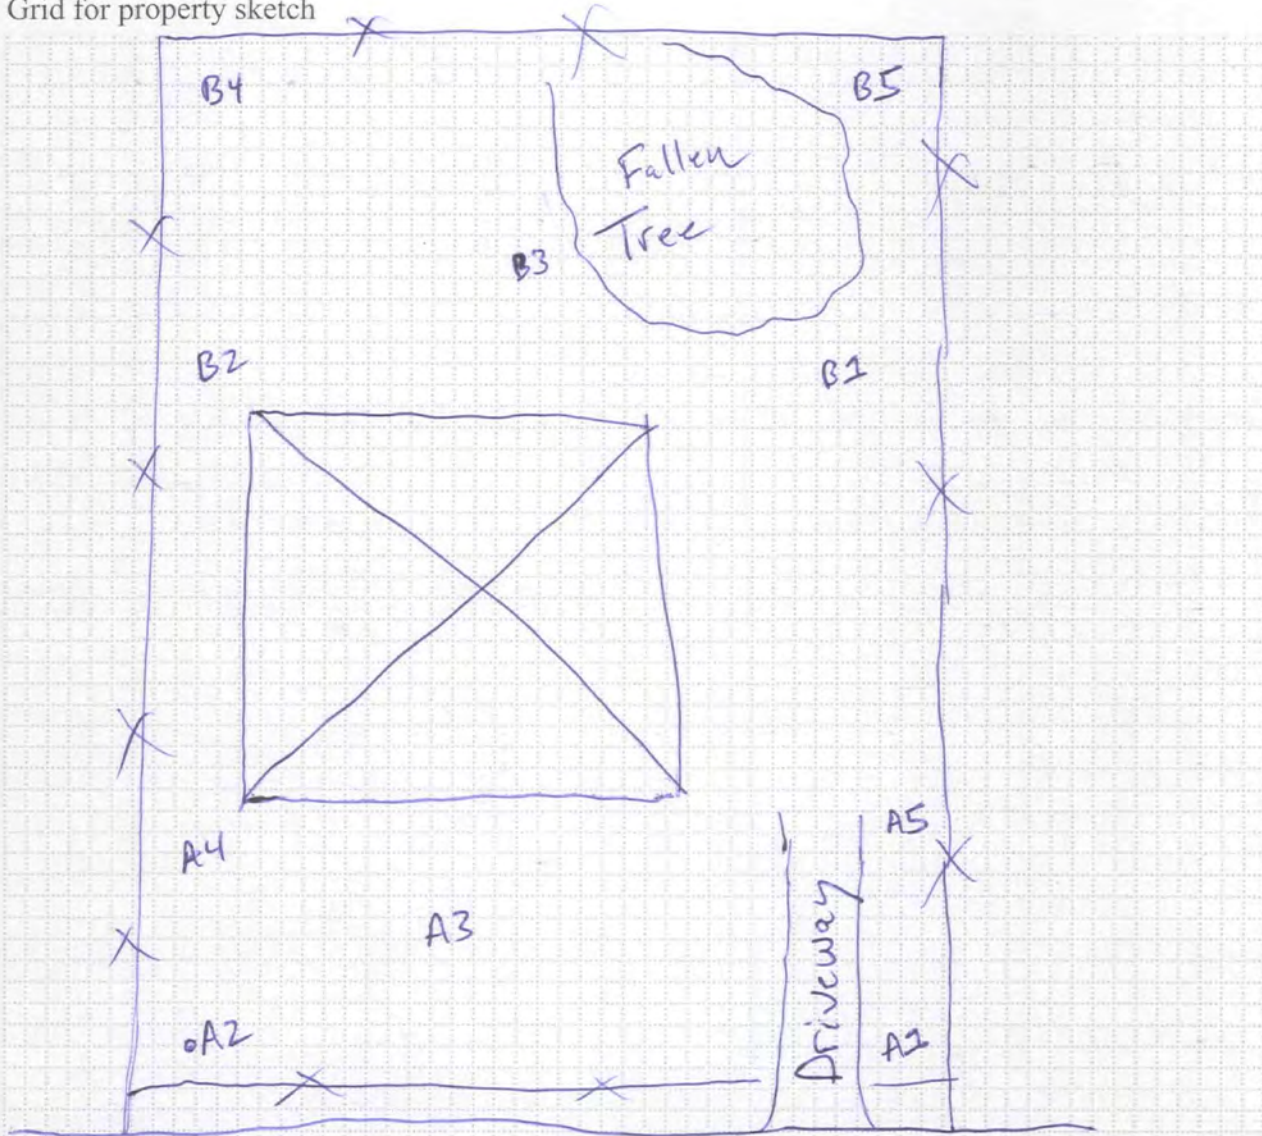 Grid for property sketch
B4
B5
Fallen
Tree
B3
B2
B1
A5
A4
A3
Driveway
A2
A1